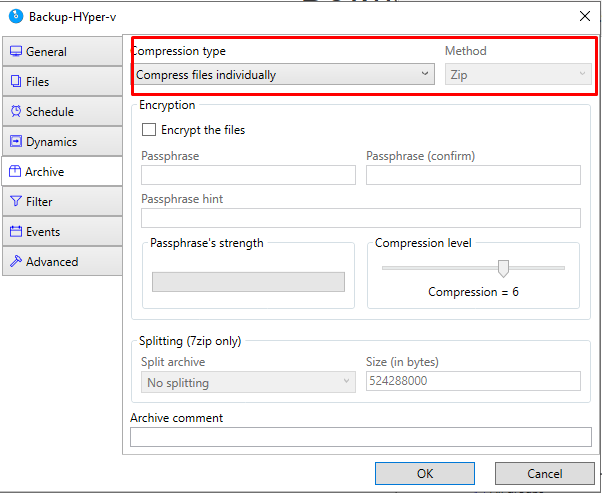 Backup-HYper-v
General
Files
Schedule
Dynamics
Archive
Filter
Events
Advanced
Compression type
Method
Compress files individually
Zip
Encryption
Encrypt the files
Passphrase
Passphrase (confirm)
Passphrase hint
Passphrase's strength
Compression level
Compression = 6
Splitting (7zip only)
Split archive
Size (in bytes)
No splitting
524288000
Archive comment
OK
Cancel